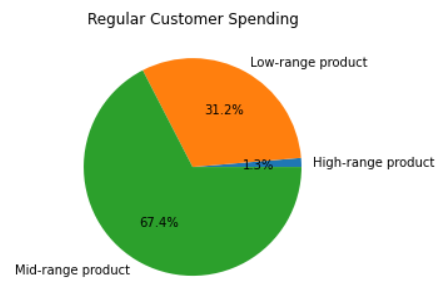 Regular Customer Spending
Low-range product
31.2%
1.3%
High-range product
67.4%
Mid-range product